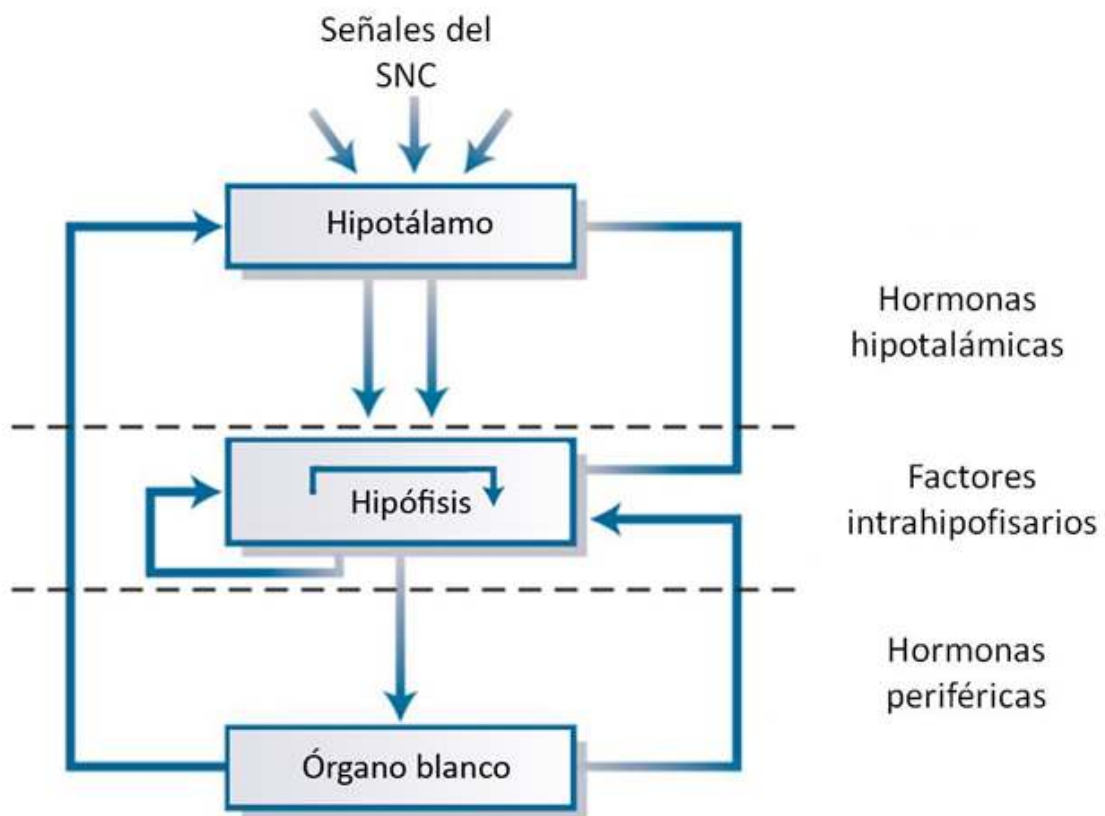 Señales del
SNC
Hipotálamo
Hormonas
hipotalámicas
Hipófisis
Factores
intrahipofisarios
Hormonas
periféricas
Órgano blanco